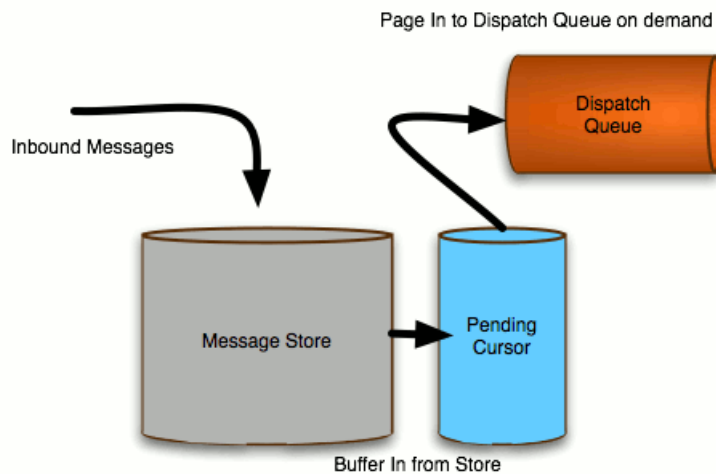 Page In to Dispatch Queue on demand
Dispatch
Queue
Inbound Messages
Message Store
Pending
Cursor
Buffer In from Store